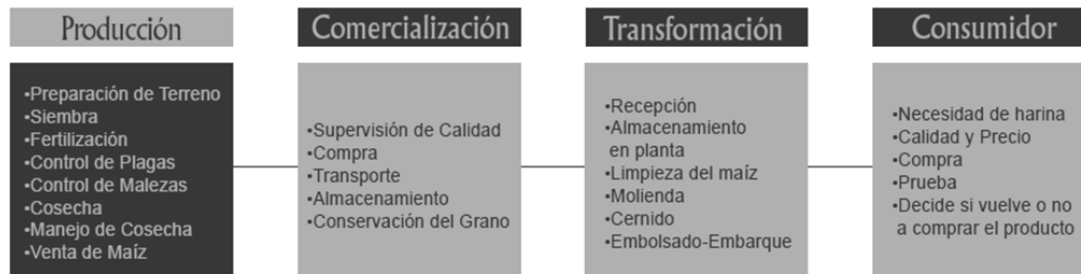 Producción
•Preparación de Terreno
•Siembra
•Fertilización
•Control de Plagas
•Control de Malezas
•Cosecha
•Manejo de Cosecha
•Venta de Maíz
Comercialización
•Supervisión de Calidad
•Compra
•Transporte
•Almacenamiento
•Conservación del Grano
Transformación
•Recepción
•Almacenamiento
en planta
•Limpieza del maíz
•Molienda
•Cernido
•Embolsado-Embarque
Consumidor
•Necesidad de harina
•Calidad y Precio
•Compra
•Prueba
•Decide si vuelve o no
a comprar el producto